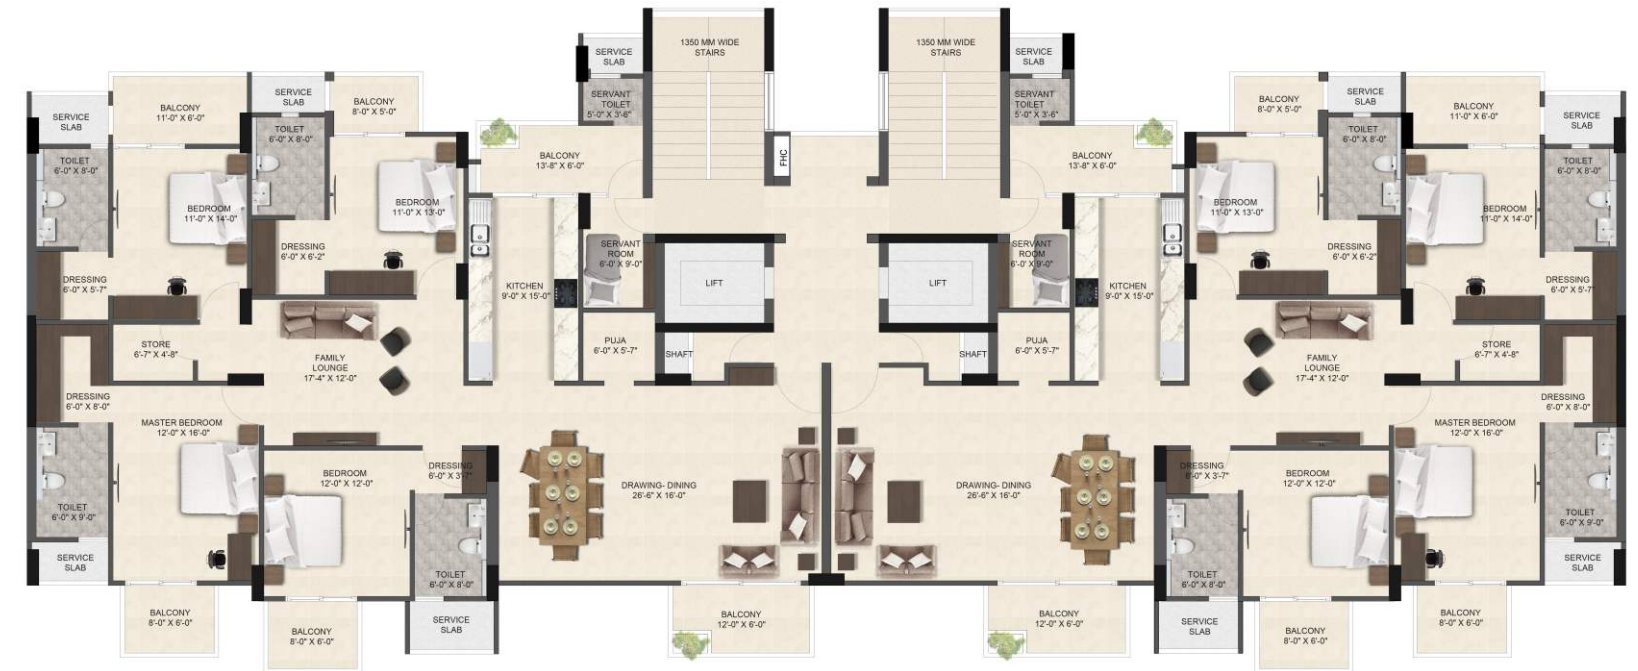 1350 MM WIDE
STAIRS
1350 MM WIDE
STAIRS
SERVICE
SLAB
SERVICE
SLAB
SERVANT
TOILET
5'-0" X 3'-6"
SERVANT
TOILET
5'-0" X 3'-6"
SERVICE
SLAB
BALCONY
11'-0" X 6'-0"
SERVICE
SLAB
BALCONY
8'-0" X 5'-0"
BALCONY
8'-0" X 5'-0"
SERVICE
SLAB
BALCONY
11'-0" X 6'-0"
SERVICE
SLAB
TOILET
6'-0" X 8'-0"
TOILET
6'-0" X 8'-0"
BALCONY
13'-8" X 6'-0"
FHC
BALCONY
13'-8" X 6'-0"
TOILET
6'-0" X 8'-0"
TOILET
6'-0" X 8'-0"
BEDROOM
11'-0" X 14'-0"
BEDROOM
11'-0" X 13'-0"
BEDROOM
11'-0" X 13'-0"
BEDROOM
11'-0" X 14'-0"
DRESSING
6'-0" X 5'-7"
DRESSING
6'-0" X 6'-2"
SERVANT
ROOM
6'-0' X 9'-0"
LIFT
LIFT
SERVANT
ROOM
6'-0' X 9'-0"
DRESSING
6'-0" X 6'-2"
DRESSING
6'-0" X 5'-7"
KITCHEN
9'-0" X 15'-0"
KITCHEN
9'-0" X 15'-0"
STORE
6'-7" X 4'-8"
FAMILY
LOUNGE
17'-4" X 12'-0"
PUJA
6'-0" X 5'-7"
SHAFT
SHAFT
PUJA
6'-0" X 5'-7"
FAMILY
LOUNGE
17'-4" X 12'-0"
STORE
6'-7" X 4'-8"
DRESSING
6'-0" X 8'-0"
DRESSING
6'-0" X 8'-0"
MASTER BEDROOM
12'-0" X 16'-0"
MASTER BEDROOM
12'-0" X 16'-0"
BEDROOM
12'-0" X 12'-0"
DRESSING
6'-0" X 3'-7"
DRAWING- DINING
26'-6" X 16'-0"
DRAWING- DINING
26'-6" X 16'-0"
DRESSING
6'-0" X 3'-7"
BEDROOM
12'-0" X 12'-0"
TOILET
6'-0" X 9'-0"
TOILET
6'-0" X 9'-0"
SERVICE
SLAB
TOILET
6'-0" X 8'-0"
TOILET
6'-0" X 8'-0"
SERVICE
SLAB
BALCONY
8'-0" X 6'-0"
BALCONY
8'-0" X 6'-0"
SERVICE
SLAB
BALCONY
12'-0" X 6'-0"
BALCONY
12'-0" X 6'-0"
SERVICE
SLAB
BALCONY
8'-0" X 6'-0"
BALCONY
8'-0" X 6'-0"